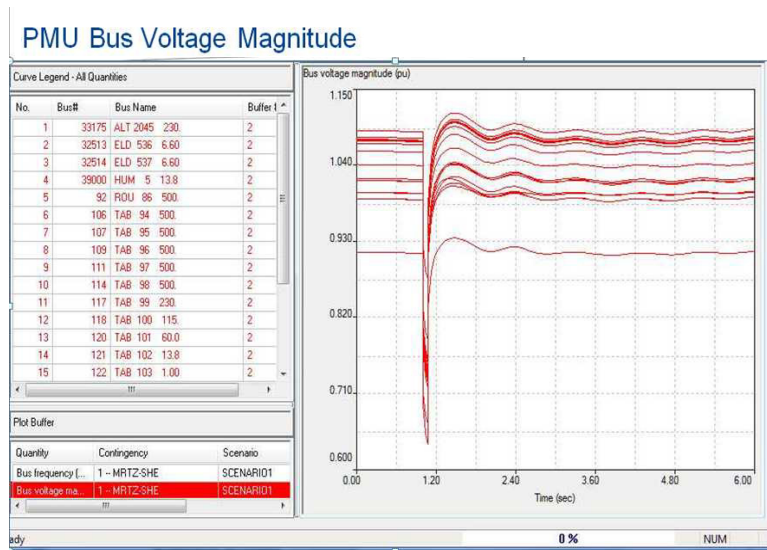 PMU Bus Voltage Magnitude
Curve Legend - All Quantities
No. Bus# Bus Name Buffer
1 33175 ALT 2045 230. 2
2 32513 ELD 536 6.60 2
3 32514 ELD 537 6.60 2
4 39000 HUM 5 13.8 2
5 92 ROU 86 500. 2
6 106 TAB 94 500. 2
7 107 TAB 95 500. 2
8 109 TAB 96 500. 2
9 111 TAB 97 500. 2
10 114 TAB 98 500. 2
11 117 TAB 99 230. 2
12 118 TAB 100 115. 2
13 120 TAB 101 60.0 2
14 121 TAB 102 13.8 2
15 122 TAB 103 1.00 2
Plot Buffer
Quantity Contingency Scenario
Bus frequency (... 1 -- MRTZ-SHE SCENARIO1
Bus voltage ma... 1 -- MRTZ-SHE SCENARIO1
Bus voltage magnitude (pu)
1.150
1.040
0.930
0.820
0.710
0.600
0.00 1.20 2.40 3.60 4.80 6.00
Time (sec)
ady 0 % NUM